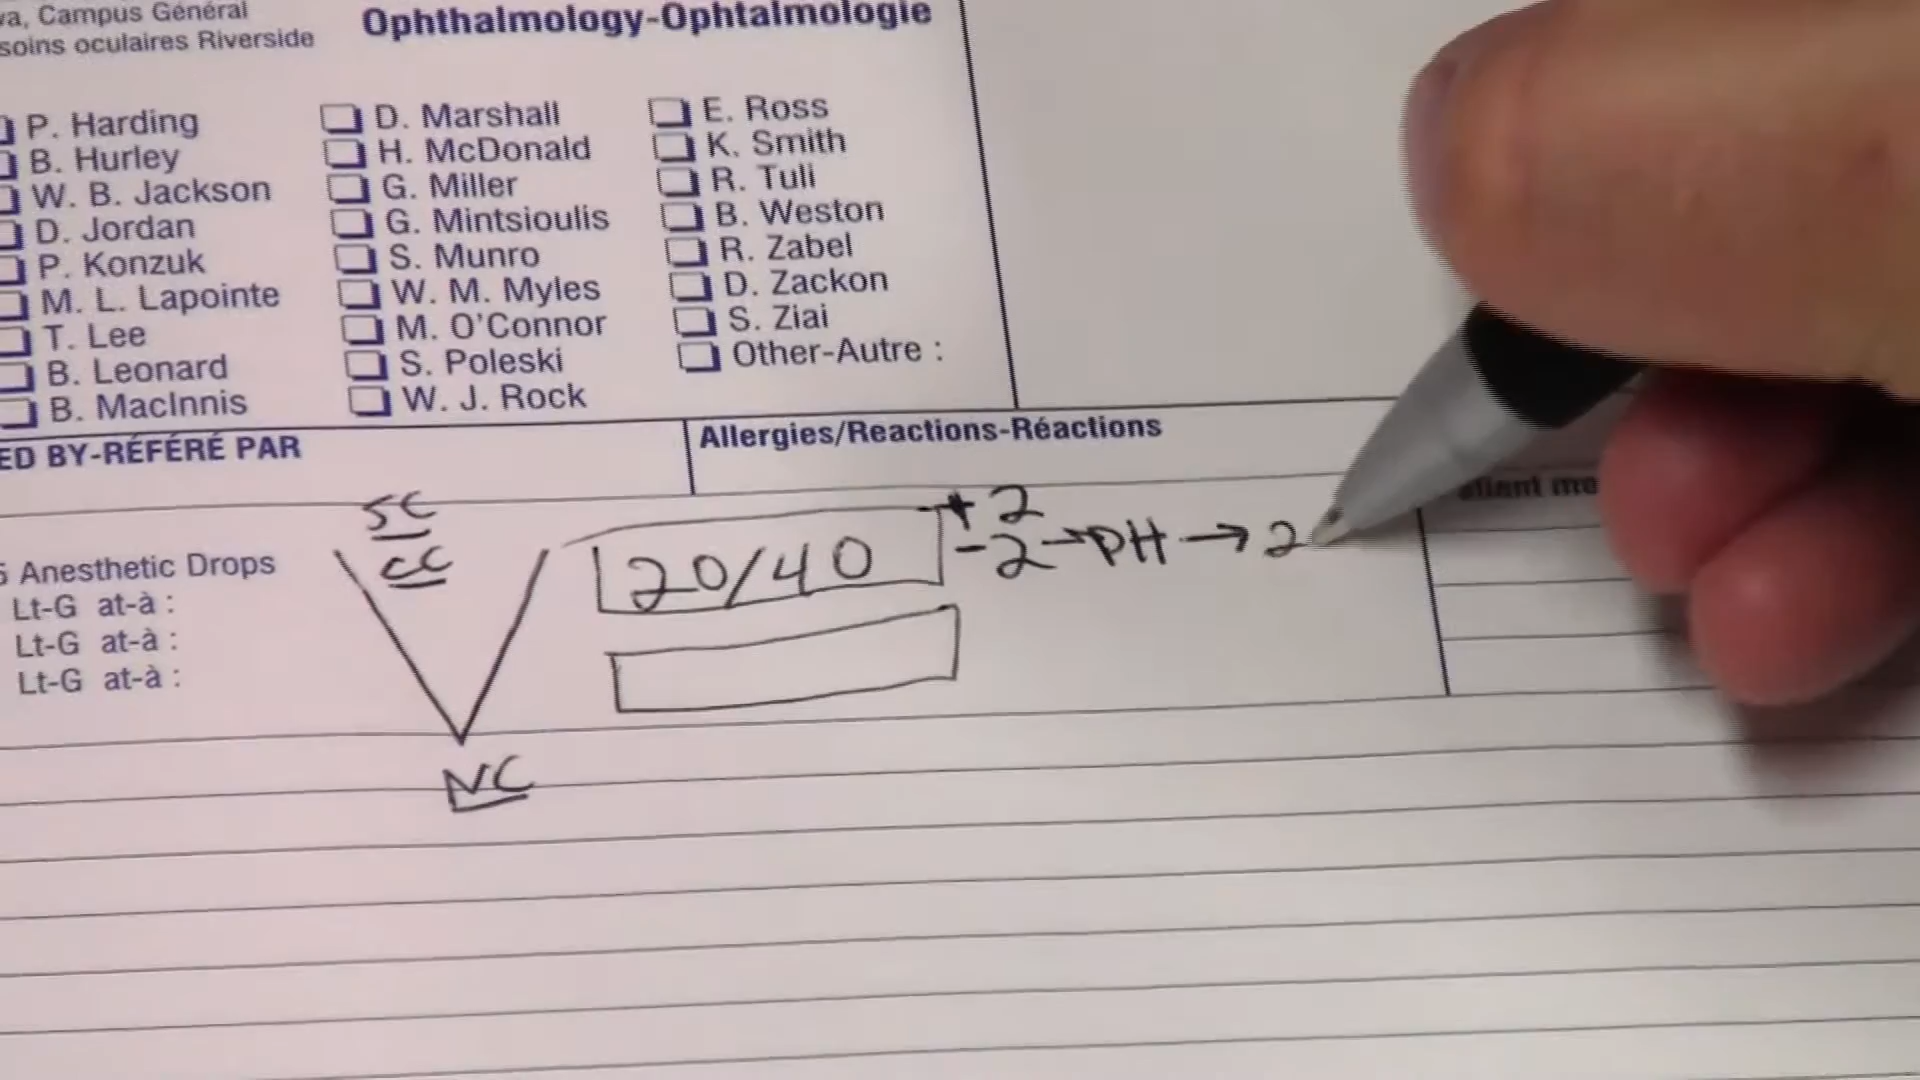 va, Campus Général
soins oculaires Riverside
Ophthalmology-Ophtalmologie
P. Harding
B. Hurley
W. B. Jackson
D. Jordan
P. Konzuk
M. L. Lapointe
T. Lee
B. Leonard
B. MacInnis
D. Marshall
H. McDonald
G. Miller
G. Mintsioulis
S. Munro
W. M. Myles
M. O'Connor
S. Poleski
W. J. Rock
E. Ross
K. Smith
R. Tuli
B. Weston
R. Zabel
D. Zackon
S. Ziai
Other-Autre :
ED BY-RÉFÉRÉ PAR
Allergies/Reactions-Réactions
Anesthetic Drops
Lt-G at-à :
Lt-G at-à :
Lt-G at-à :
SC
CC
V
20/40
+2
-2→PH→2
NC